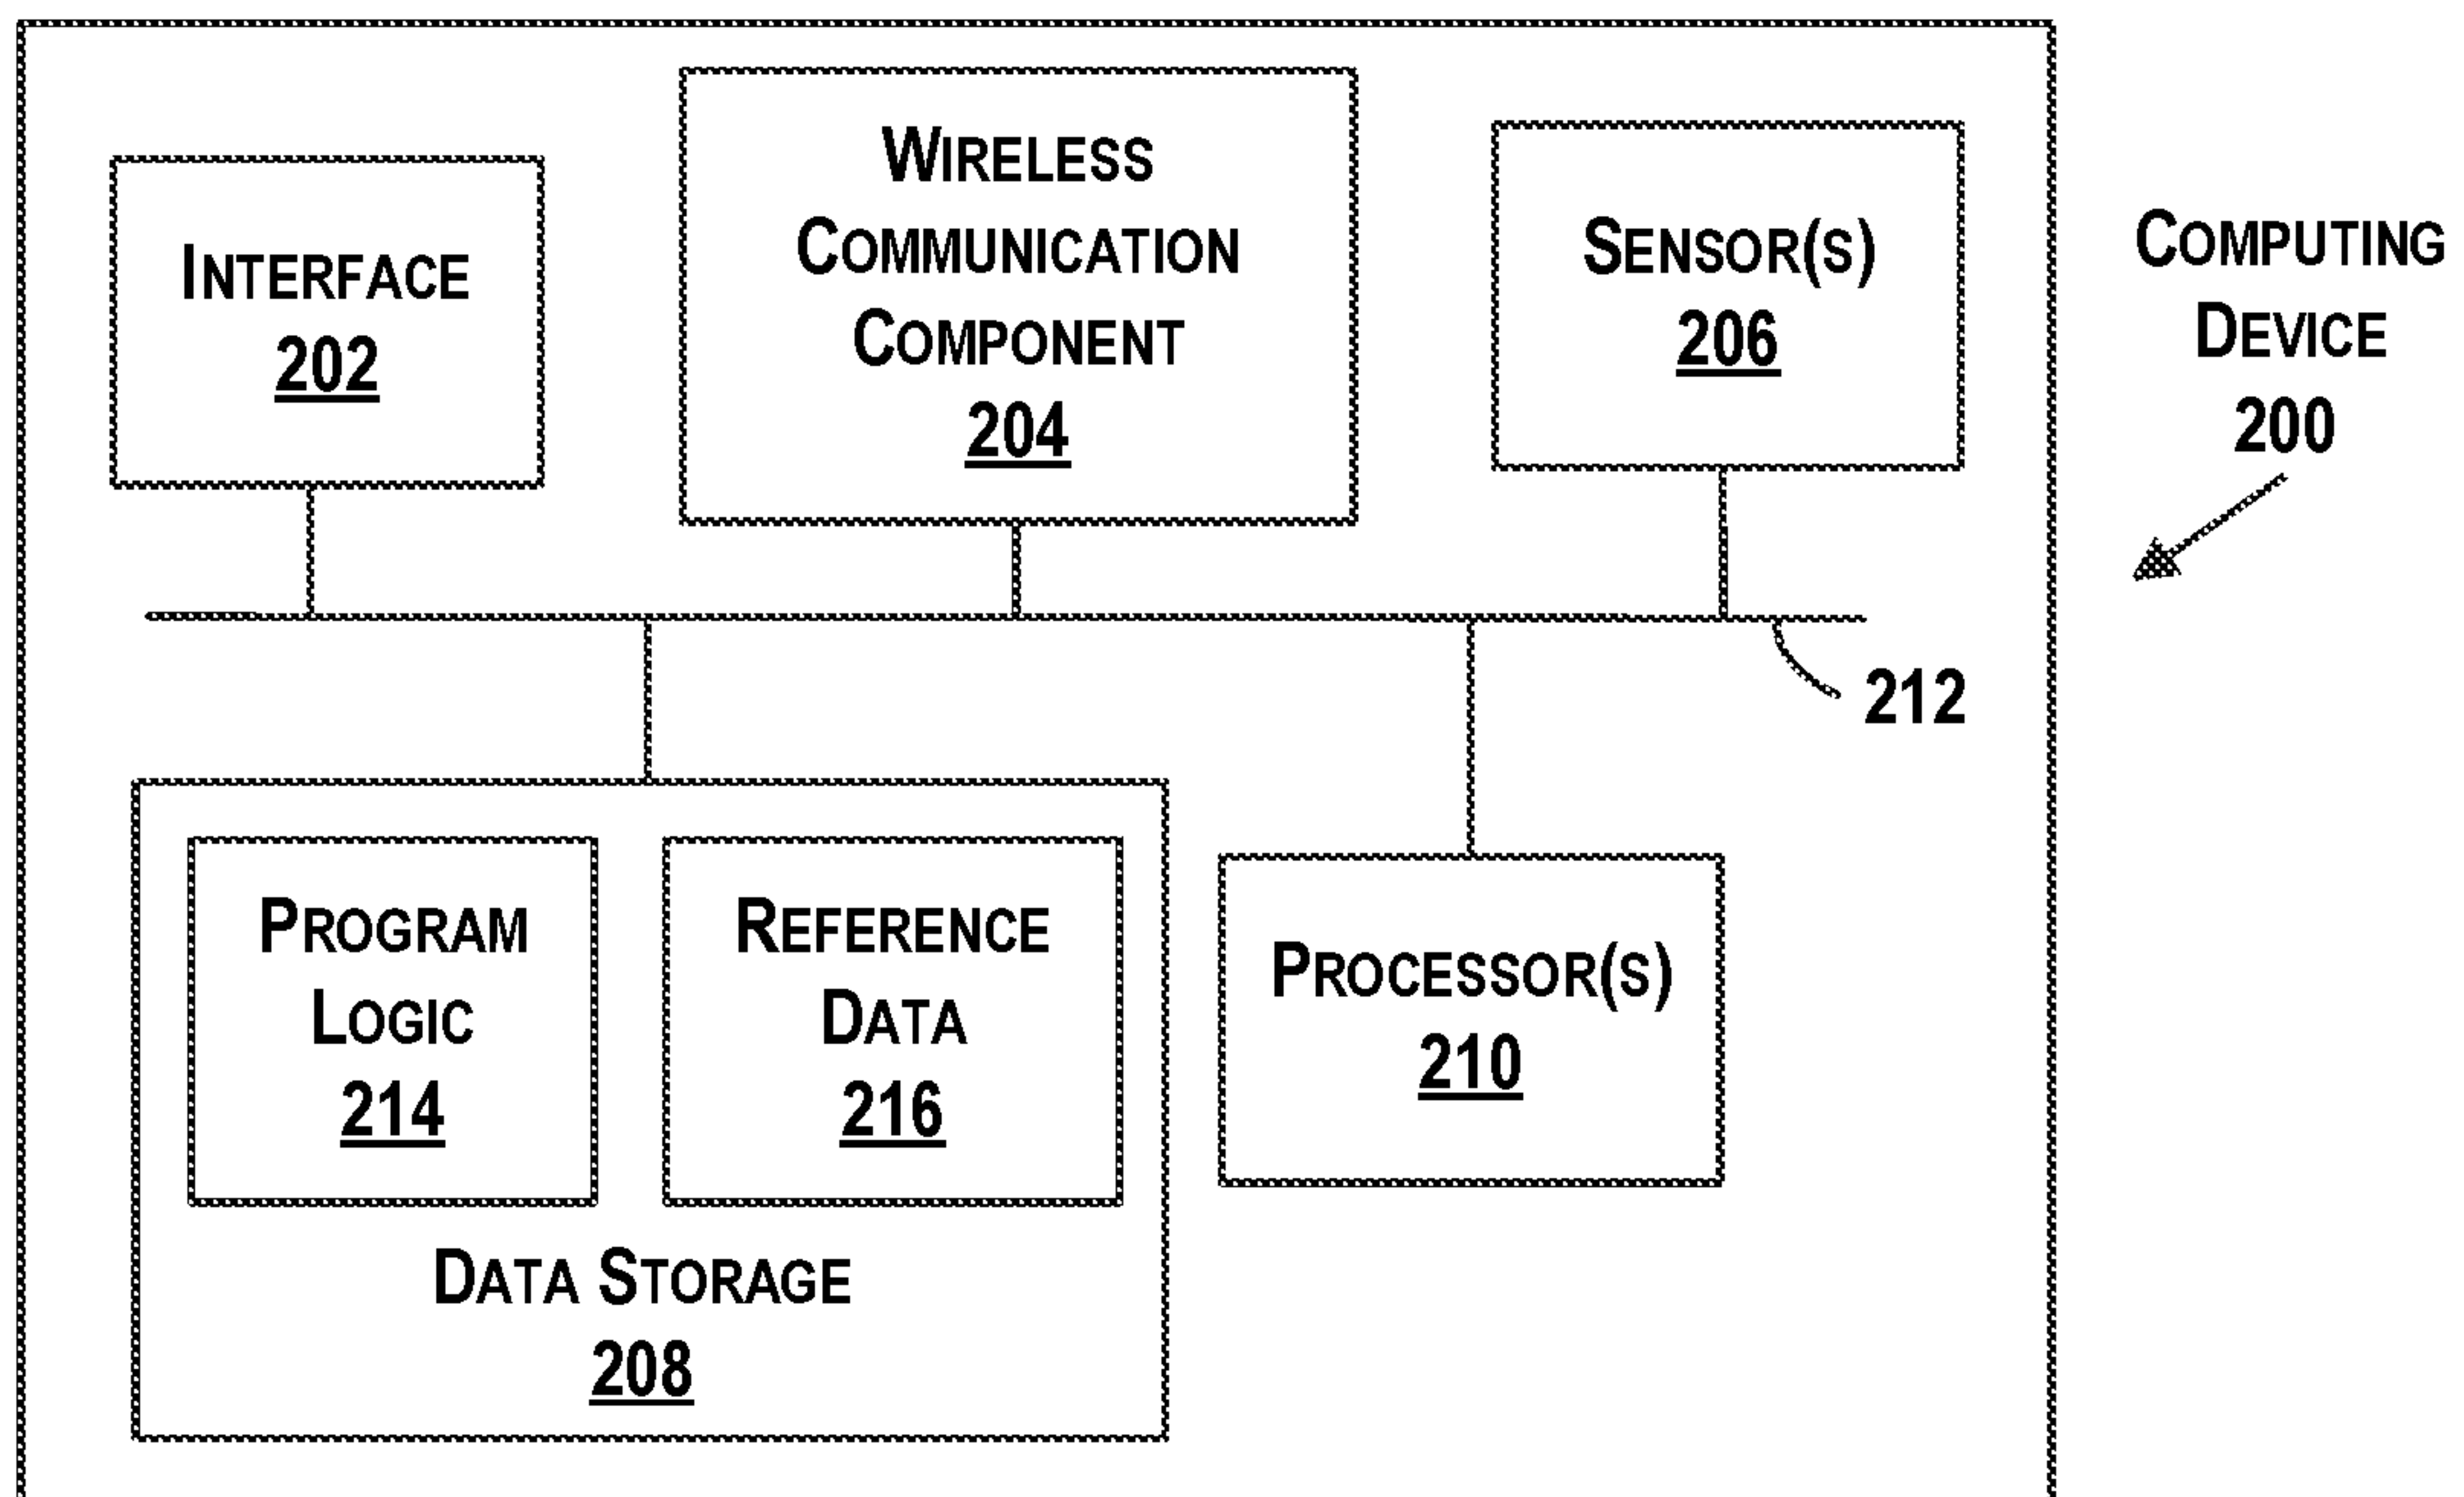 INTERFACE
202
WIRELESS
COMMUNICATION
COMPONENT
204
SENSOR(S)
206
COMPUTING
DEVICE
200
212
PROGRAM
LOGIC
214
REFERENCE
DATA
216
DATA STORAGE
208
PROCESSOR(S)
210